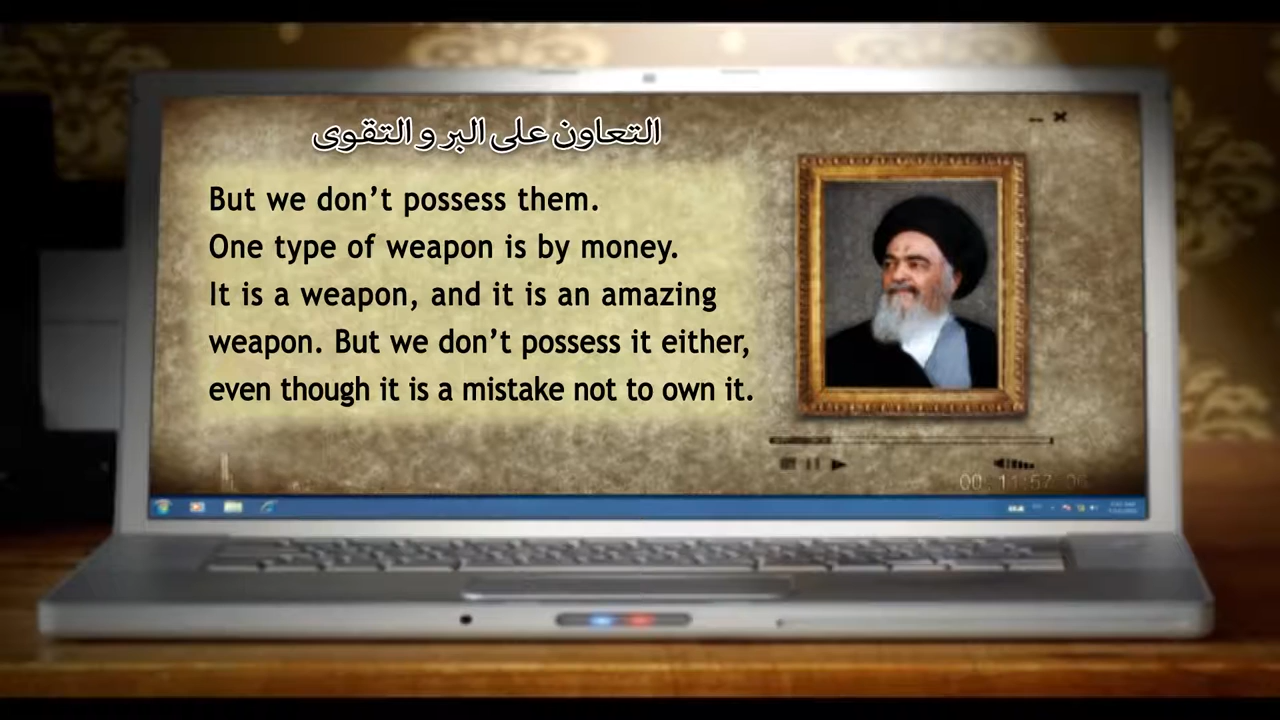 التعاون على البر و التقوى
But we don't possess them.
One type of weapon is by money.
It is a weapon, and it is an amazing
weapon. But we don't possess it either,
even though it is a mistake not to own it.